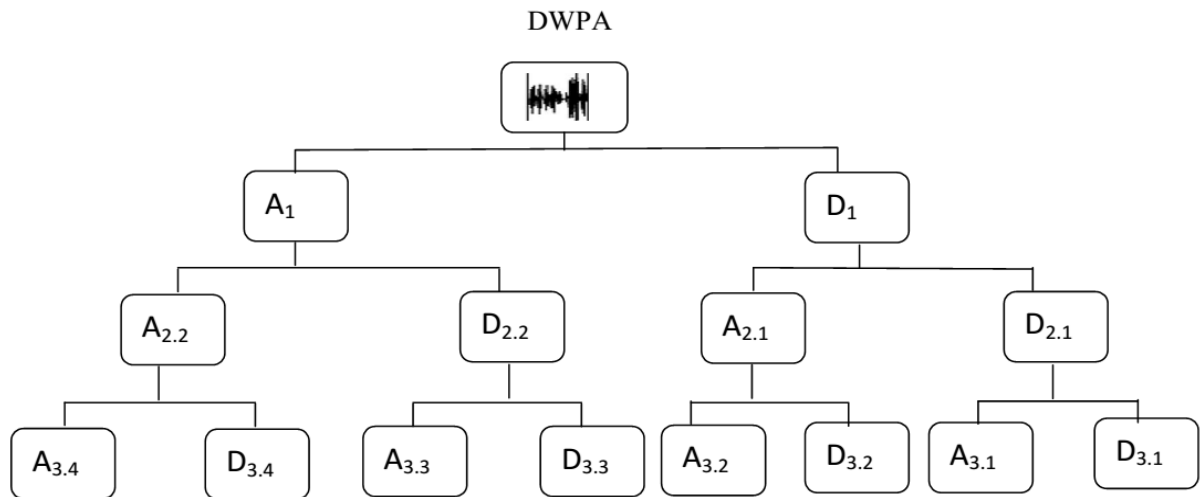 DWPA
A₁ D₁
A₂.₂ D₂.₂ A₂.₁ D₂.₁
A₃.₄ D₃.₄ A₃.₃ D₃.₃ A₃.₂ D₃.₂ A₃.₁ D₃.₁